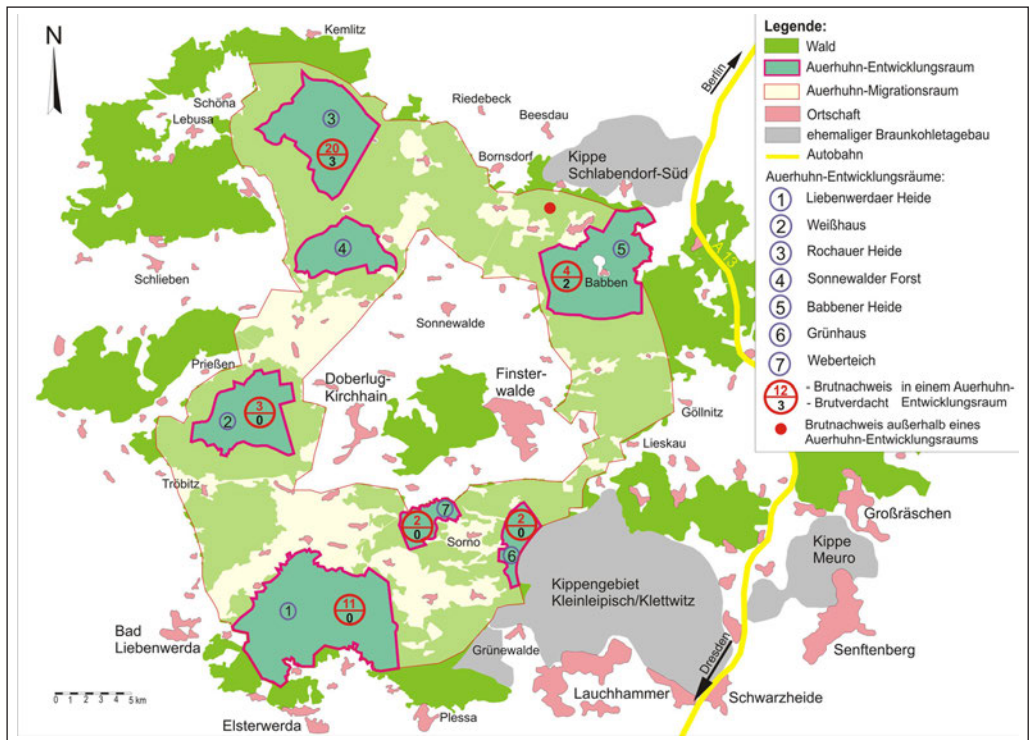 N
Kemlitz
Schöna
Lebusa
Riedebeck
Beesdau
Bornsdorf
Kippe
Schlabendorf-Süd
3
20
3
4
5
4
2
Babben
Schlieben
Sonnewalde
Prießen
Doberlug-
Kirchhain
Finster-
walde
Göllnitz
2
3
0
Lieskau
Tröbitz
7
2
0
Sorno
2
0
6
Großräschen
Kippe
Meuro
Kippengebiet
Kleinleipisch/Klettwitz
1
11
0
Bad
Liebenwerda
Grünewalde
Senftenberg
Dresden
Lauchhammer
Schwarzheide
Plessa
Elsterwerda
0 1 2 3 4 5 km
Berlin
A 13
Legende:
Wald
Auerhuhn-Entwicklungsraum
Auerhuhn-Migrationsraum
Ortschaft
ehemaliger Braunkohletagebau
Autobahn
Auerhuhn-Entwicklungsräume:
1 Liebenwerdaer Heide
2 Weißhaus
3 Rochauer Heide
4 Sonnewalder Forst
5 Babbener Heide
6 Grünhaus
7 Weberteich
12 - Brutnachweis in einem Auerhuhn-
3 - Brutverdacht Entwicklungsraum
Brutnachweis außerhalb eines
Auerhuhn-Entwicklungsraums